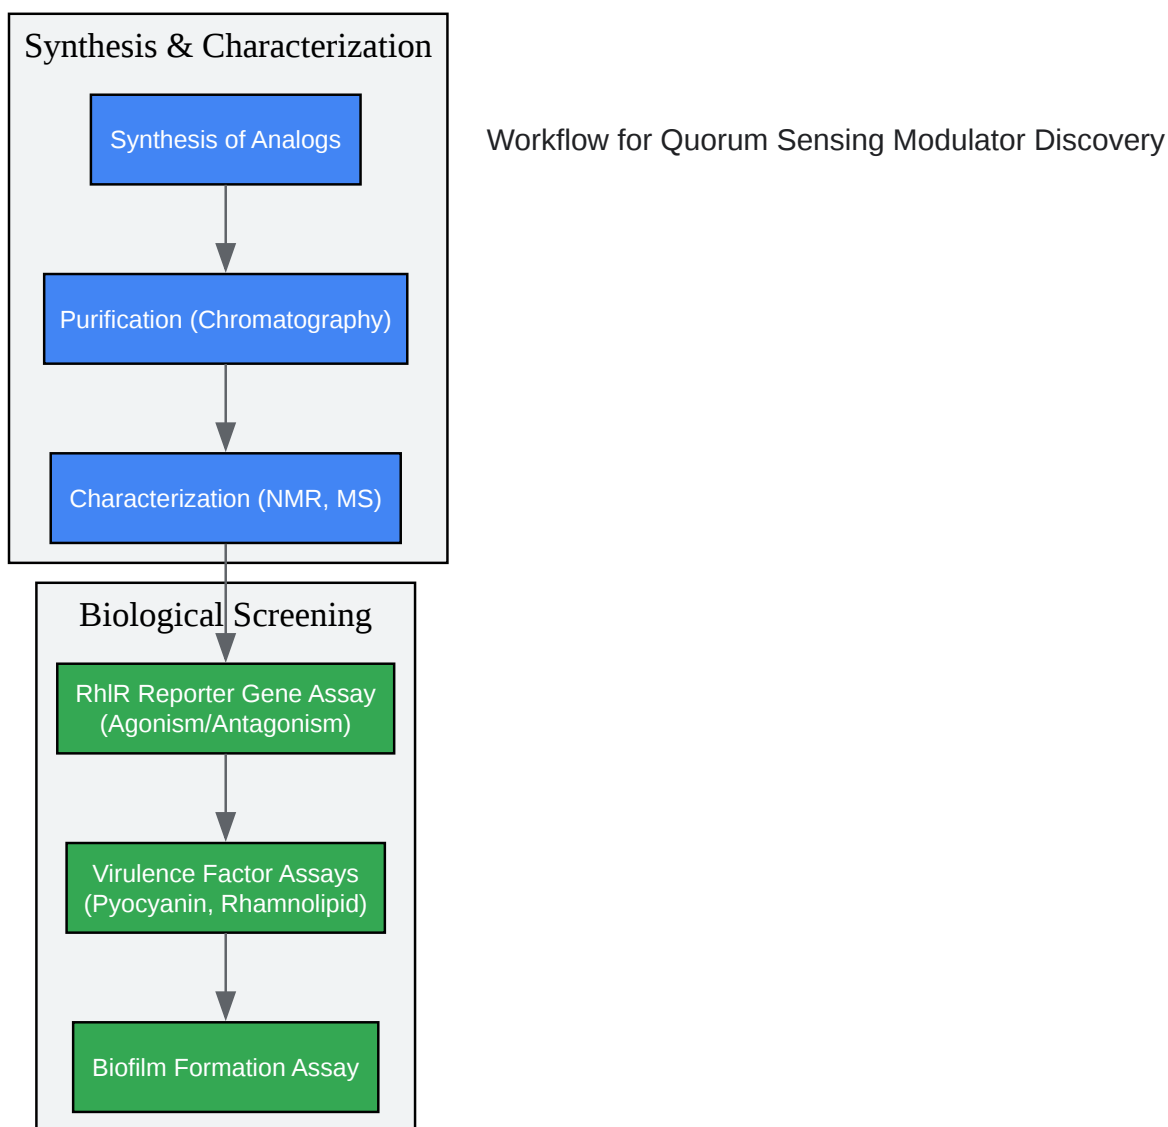 Synthesis & Characterization
Synthesis of Analogs
Workflow for Quorum Sensing Modulator Discovery
Purification (Chromatography)
Characterization (NMR, MS)
Biological Screening
RhlR Reporter Gene Assay
(Agonism/Antagonism)
Virulence Factor Assays
(Pyocyanin, Rhamnolipid)
Biofilm Formation Assay